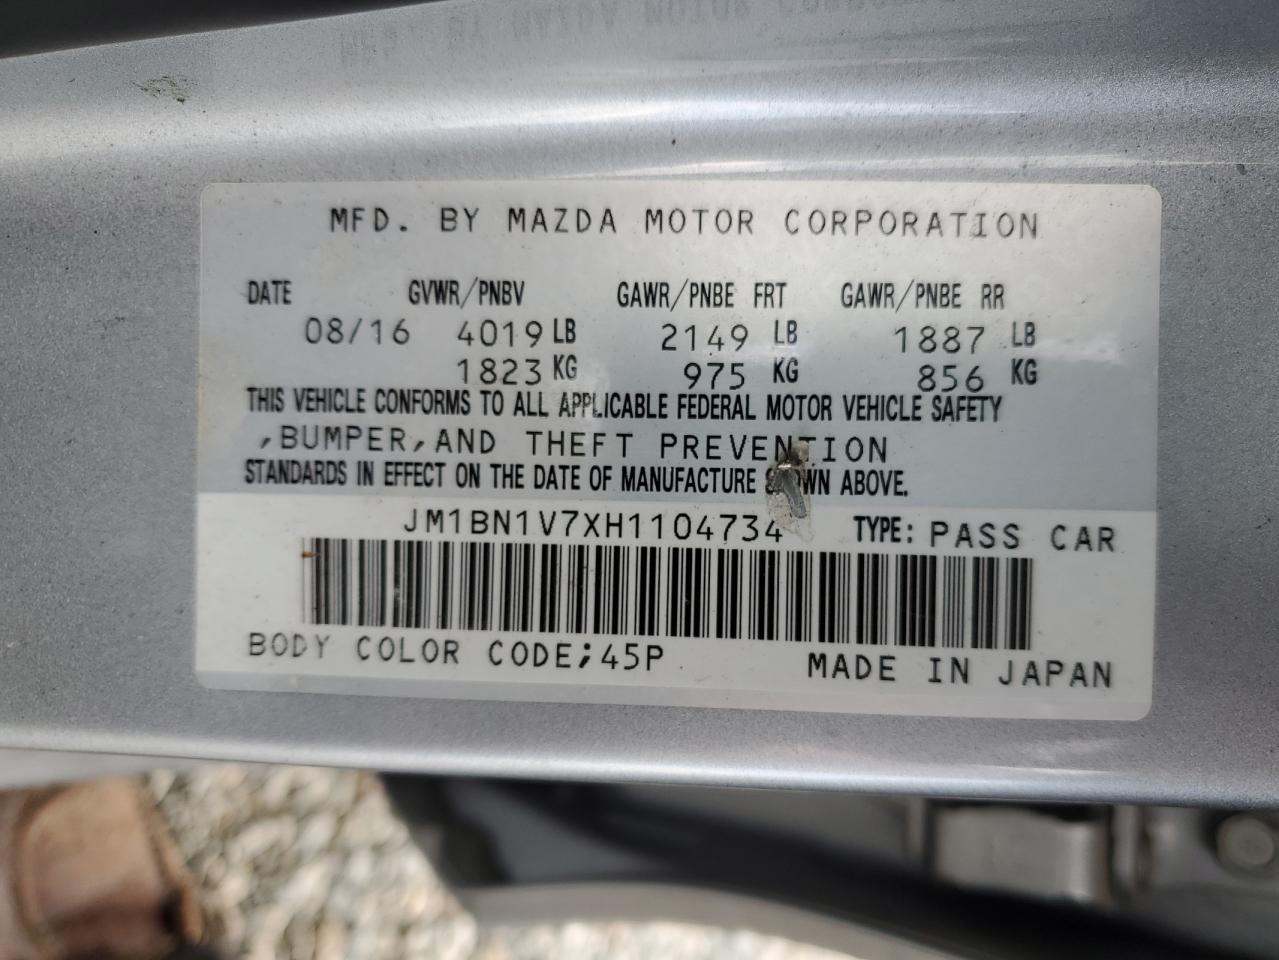 MFD. BY MAZDA MOTOR CORPORATION
DATE GVWR/PNBV GAWR/PNBE FRT GAWR/PNBE RR
08/16 4019 LB 2149 LB 1887 LB
1823 KG 975 KG 856 KG
THIS VEHICLE CONFORMS TO ALL APPLICABLE FEDERAL MOTOR VEHICLE SAFETY
,BUMPER,AND THEFT PREVENTION
STANDARDS IN EFFECT ON THE DATE OF MANUFACTURE SHOWN ABOVE.
JM1BN1V7XH1104734 TYPE: PASS CAR
BODY COLOR CODE;45P MADE IN JAPAN